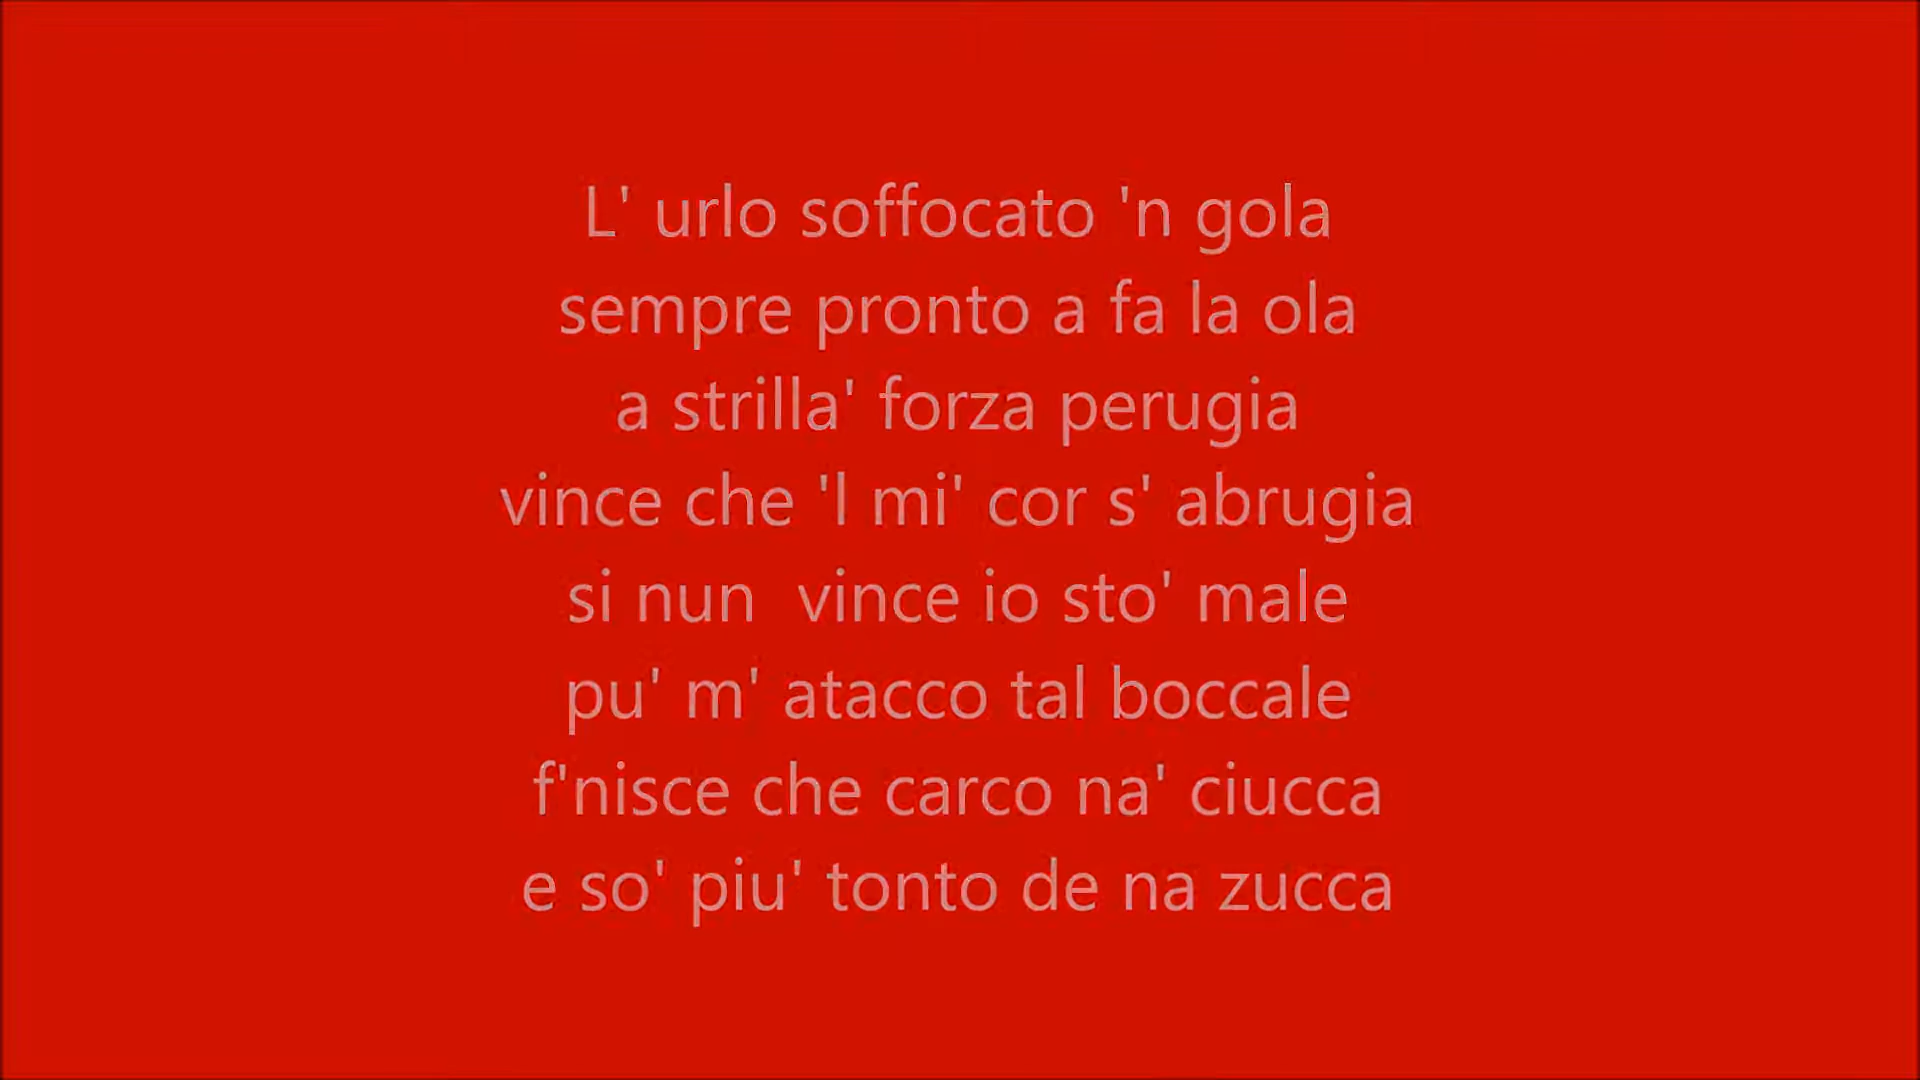 L' urlo soffocato 'n gola
sempre pronto a fa la ola
a strilla' forza perugia
vince che 'l mi' cor s' abrugia
si nun  vince io sto' male
pu' m' atacco tal boccale
f'nisce che carco na' ciucca
e so' piu' tonto de na zucca